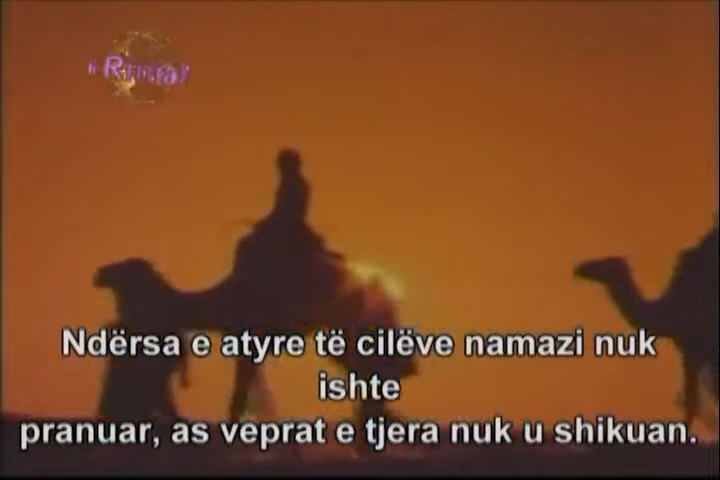 Ndërsa e atyre të cilëve namazi nuk
ishte
pranuar, as veprat e tjera nuk u shikuan.